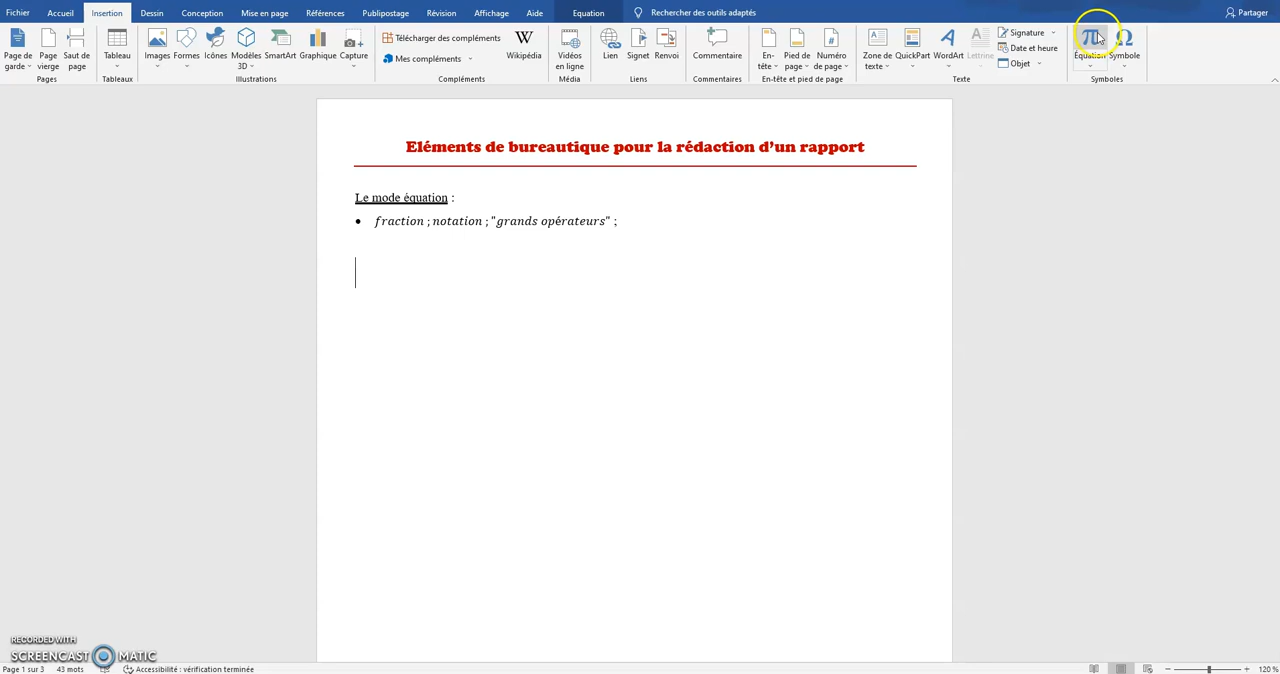 Fichier Accueil Insertion Dessin Conception Mise en page Références Publipostage Révision Affichage Aide Equation Rechercher des outils adaptés Partager
Page de garde Page vierge Saut de page
Tableau
Images Formes Icônes Modèles 3D SmartArt Graphique Capture
Télécharger des compléments
Mes compléments
Wikipédia
Vidéos en ligne
Lien Signet Renvoi
Commentaire
En-tête Pied de page Numéro de page
Zone de texte QuickPart WordArt Lettrine
Signature
Date et heure
Objet
Équation Symbole
Pages Tableaux Illustrations Compléments Média Liens Commentaires En-tête et pied de page Texte Symboles
Eléments de bureautique pour la rédaction d’un rapport
Le mode équation :
• fraction ; notation ; "grands opérateurs" ;
RECORDED WITH
SCREENCAST MATIC
Page 1 sur 3 43 mots Accessibilité : vérification terminée 120 %